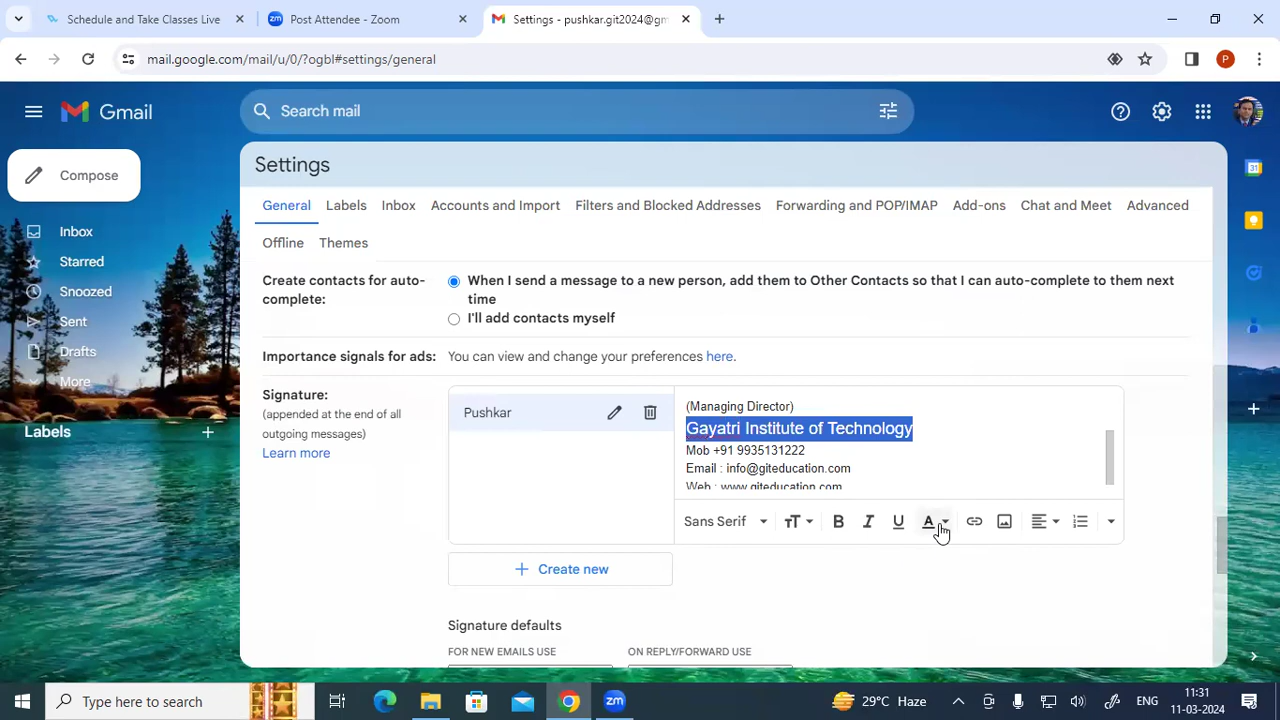 Schedule and Take Classes Live
Post Attendee - Zoom
Settings - pushkar.git2024@gm
mail.google.com/mail/u/0/?ogbl#settings/general
P
Gmail
Search mail
Compose
Settings
General
Labels
Inbox
Accounts and Import
Filters and Blocked Addresses
Forwarding and POP/IMAP
Add-ons
Chat and Meet
Advanced
Offline
Themes
Inbox
Starred
Snoozed
Sent
Drafts
More
Labels
Create contacts for auto-
complete:
When I send a message to a new person, add them to Other Contacts so that I can auto-complete to them next
time
I'll add contacts myself
Importance signals for ads:
You can view and change your preferences here.
Signature:
(appended at the end of all
outgoing messages)
Learn more
Pushkar
(Managing Director)
Gayatri Institute of Technology
Mob +91 9935131222
Email : info@giteducation.com
Web : www.giteducation.com
Sans Serif
Create new
Signature defaults
FOR NEW EMAILS USE
ON REPLY/FORWARD USE
Type here to search
29°C Haze
ENG
11:31
11-03-2024